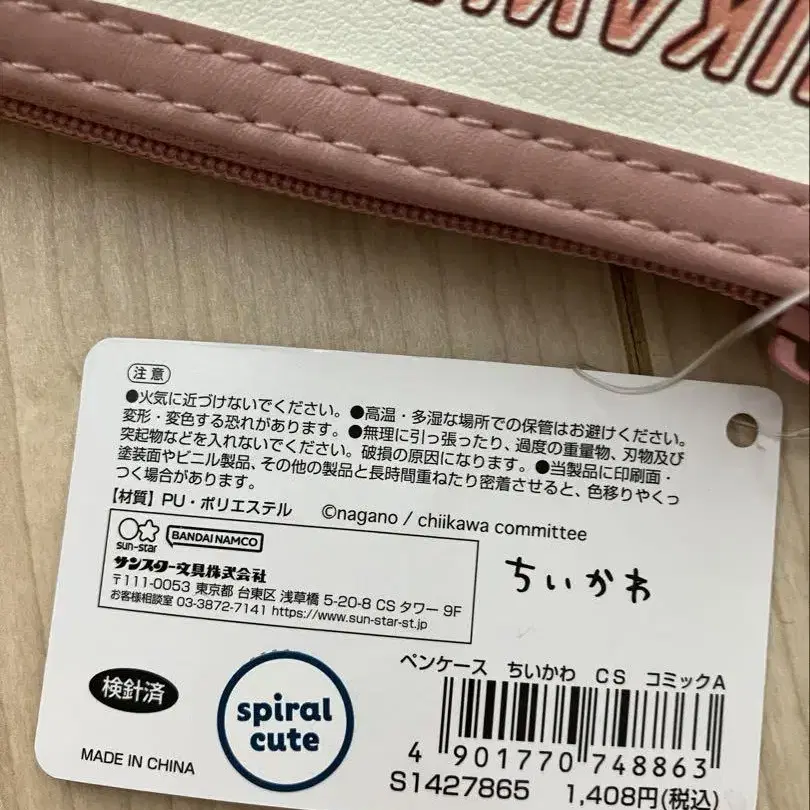 注意
●火気に近づけないでください。●高温・多湿な場所での保管はお避けください。
変形・変色する恐れがあります。●無理に引っ張ったり、過度の重量物、刃物及び
突起物などを入れないでください。破損の原因になります。●当製品に印刷面・
塗装面やビニル製品、その他の製品と長時間重ねたり密着させると、色移りやくっ
つく場合があります。
【材質】PU・ポリエステル ©nagano / chiikawa committee
sun-star BANDAI NAMCO
サンスター文具株式会社
〒111-0053 東京都 台東区 浅草橋 5-20-8 CS タワー 9F
お客様相談室 03-3872-7141 https://www.sun-star-st.jp
ちいかわ
検針済
spiral
cute
MADE IN CHINA
ペンケース ちいかわ CS コミックA
4 901770 748863
S1427865 1,408円(税込)